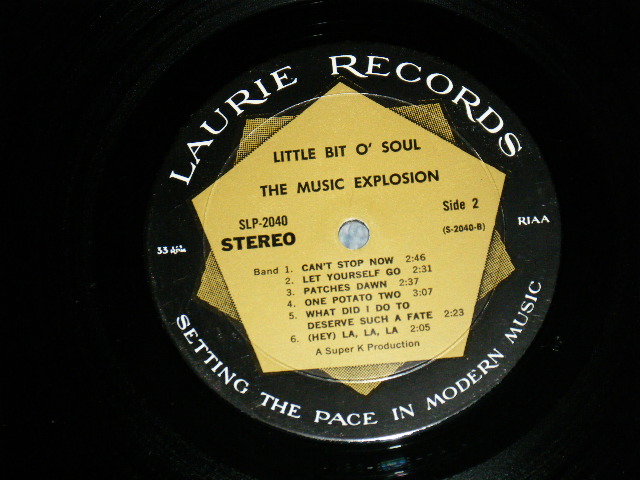 LAURIE RECORDS
LITTLE BIT O' SOUL
THE MUSIC EXPLOSION
SLP-2040
Side 2
STEREO
(S-2040-B)
33 1/3 RPM
RIAA
Band 1. CAN'T STOP NOW 2:46
2. LET YOURSELF GO 2:31
3. PATCHES DAWN 2:37
4. ONE POTATO TWO 3:07
5. WHAT DID I DO TO
DESERVE SUCH A FATE 2:23
6. (HEY) LA, LA, LA 2:05
A Super K Production
SETTING THE PACE IN MODERN MUSIC